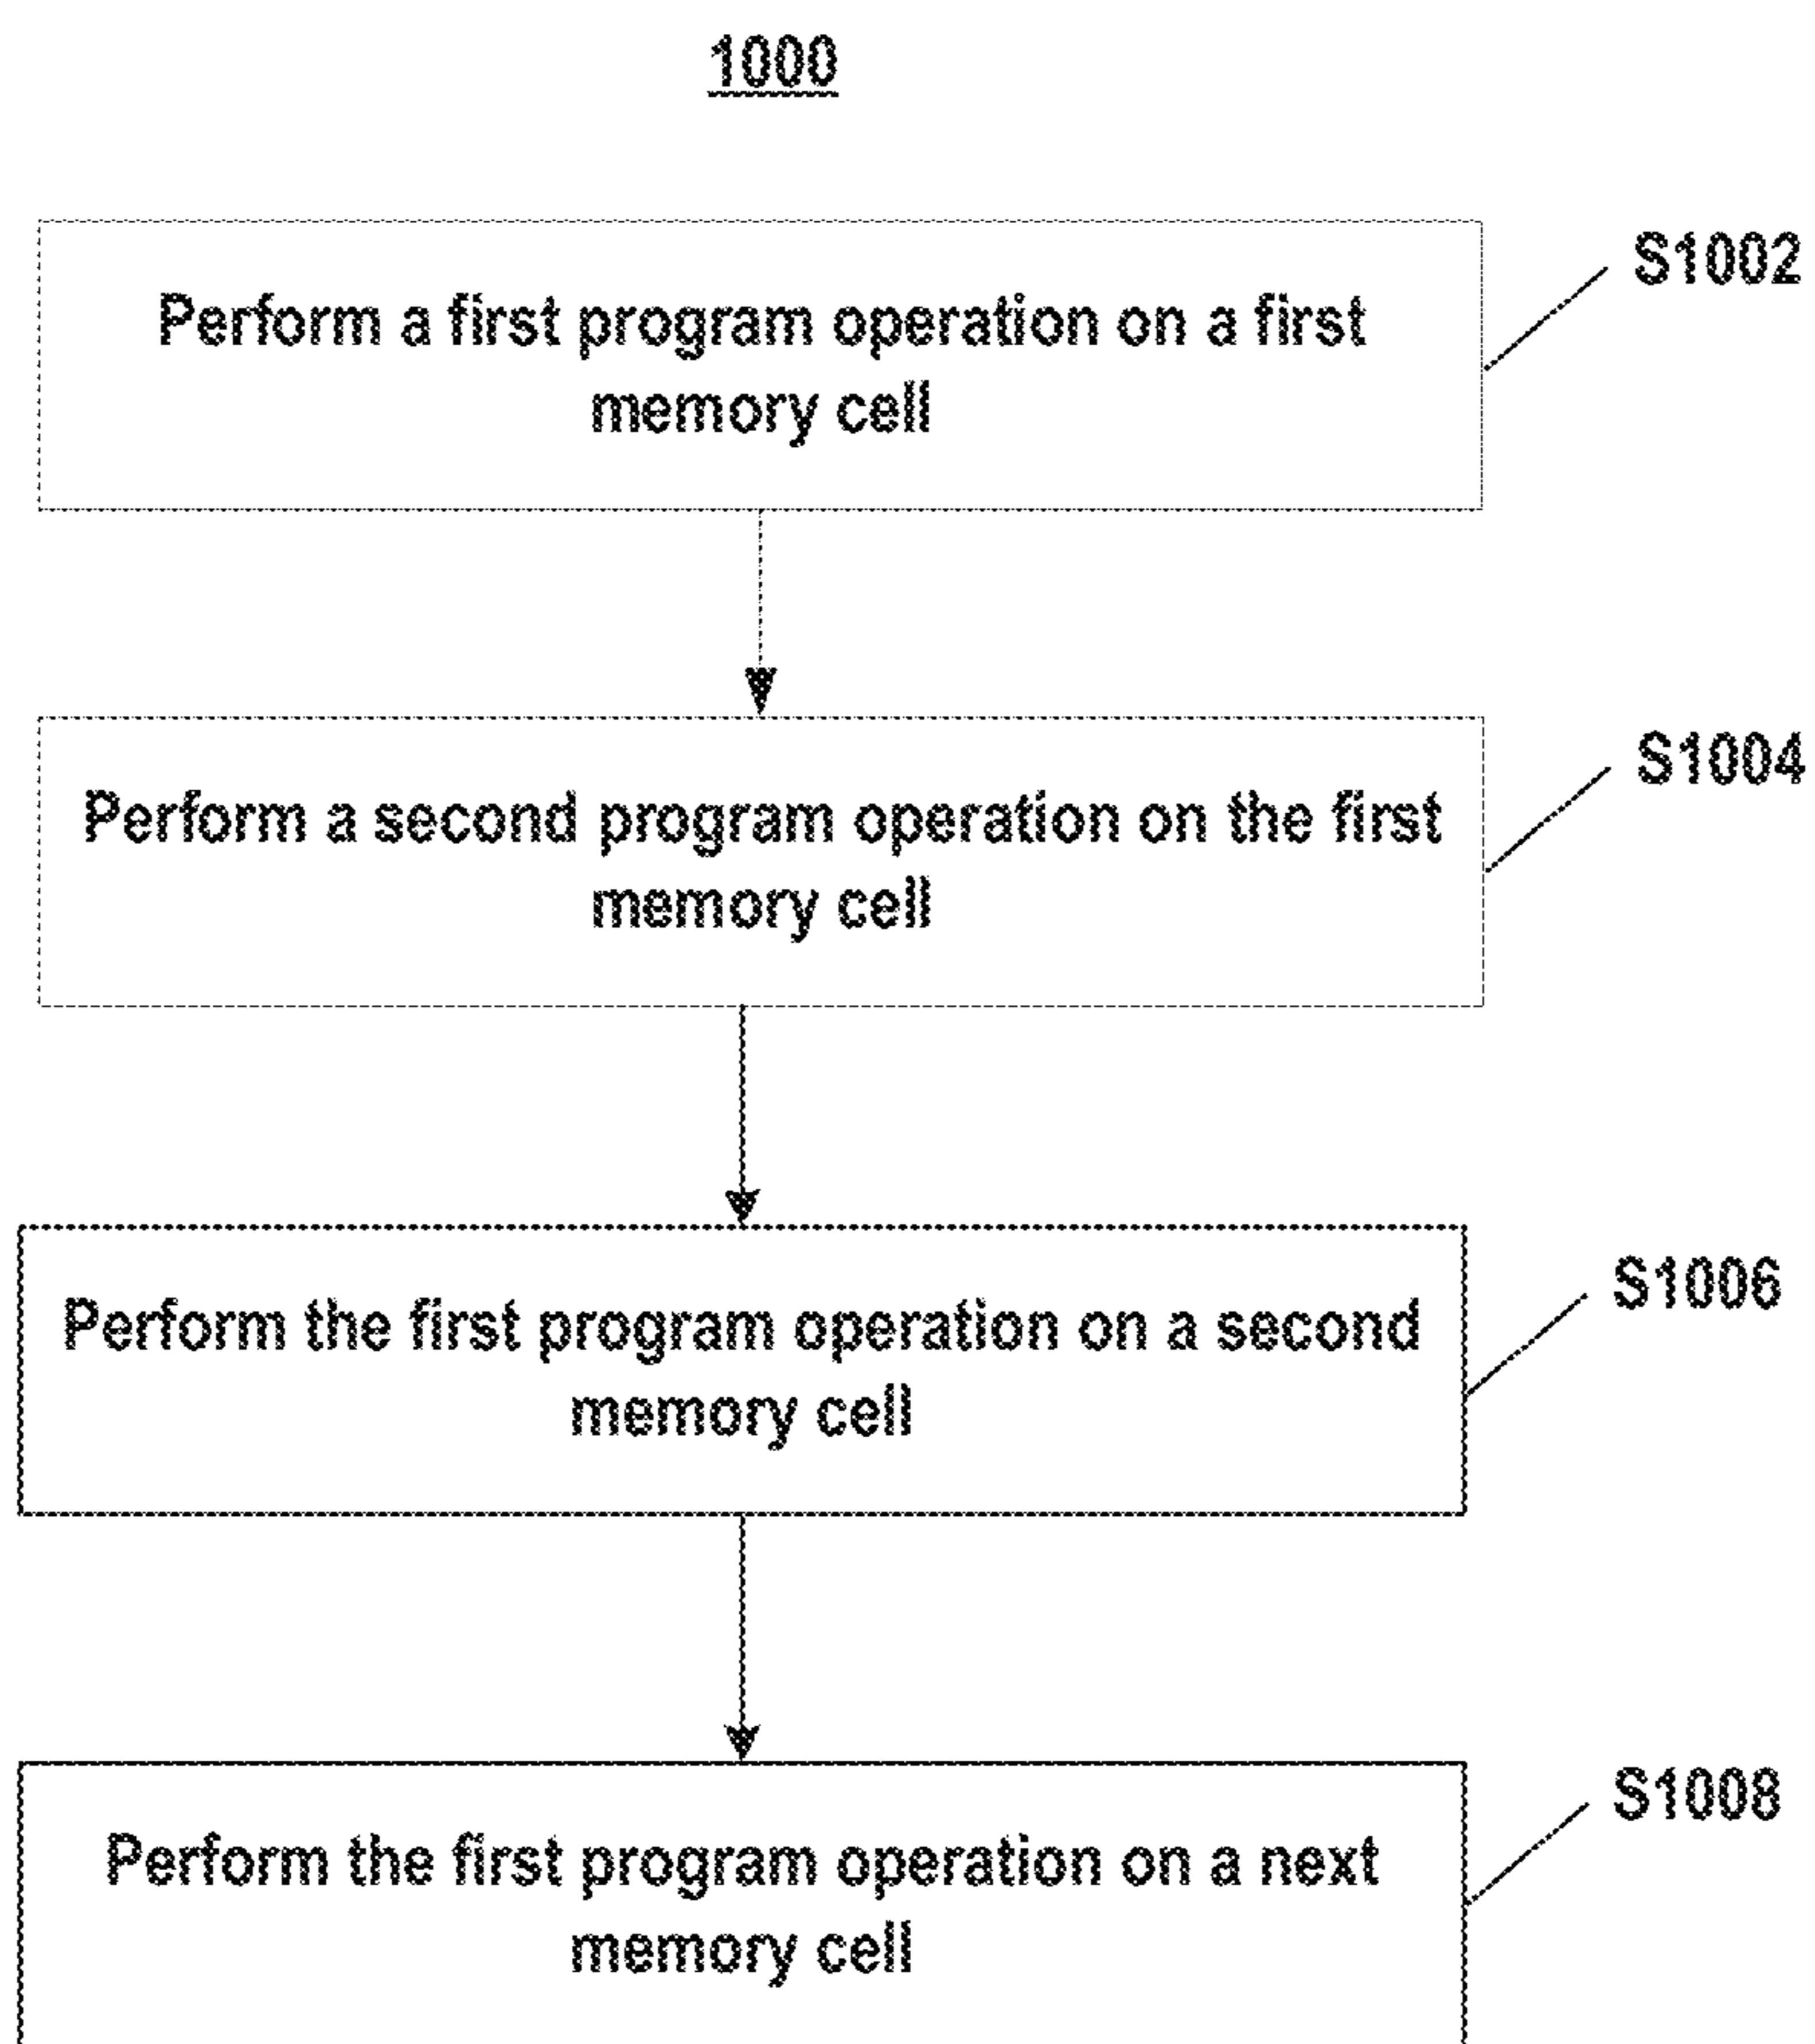 1000
S1002
Perform a first program operation on a first
memory cell
S1004
Perform a second program operation on the first
memory cell
S1006
Perform the first program operation on a second
memory cell
S1008
Perform the first program operation on a next
memory cell